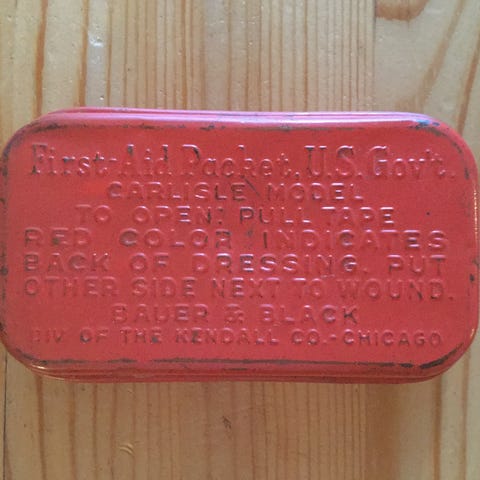 First-Aid Packet, U.S. Gov't.
CARLISLE MODEL
TO OPEN: PULL TAPE
RED COLOR INDICATES
BACK OF DRESSING. PUT
OTHER SIDE NEXT TO WOUND.
BAUER & BLACK
DIV OF THE KENDALL CO.-CHICAGO